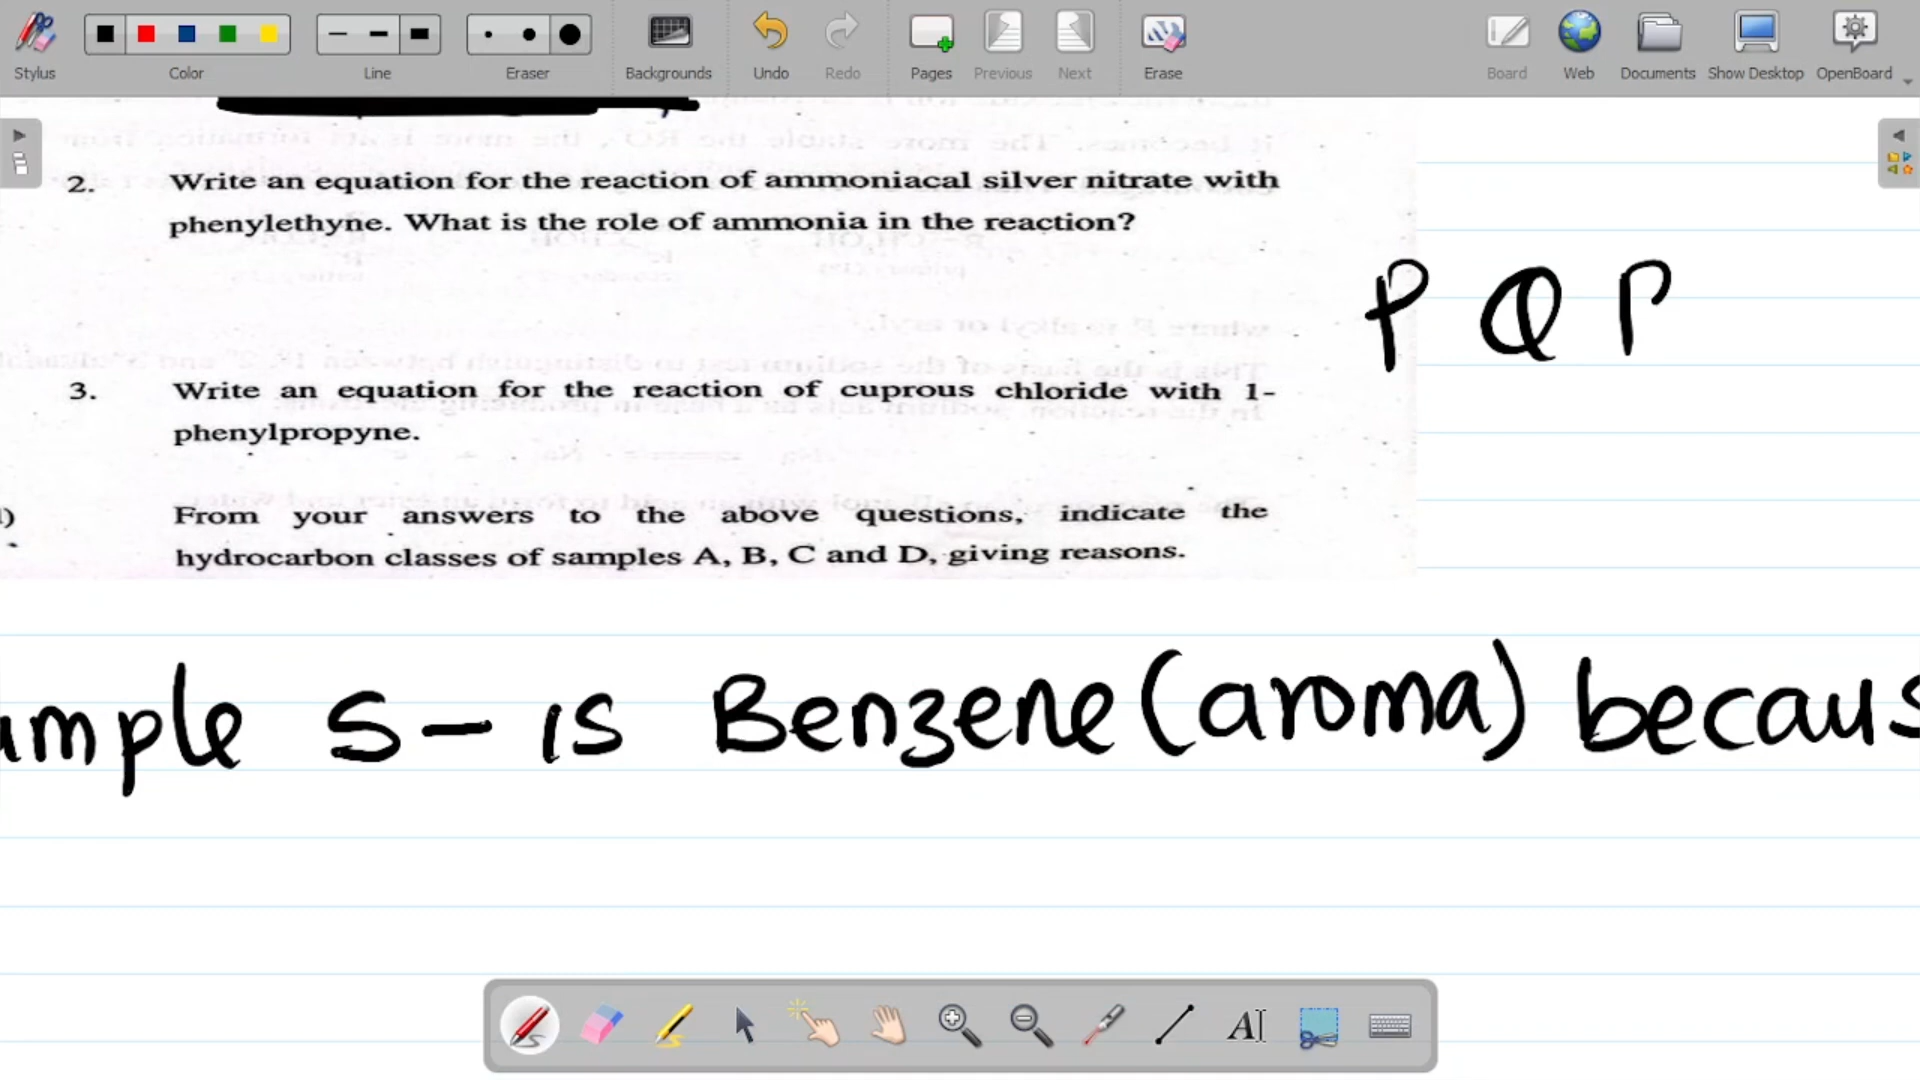 Stylus Color Line Eraser Backgrounds Undo Redo Pages Previous Next Erase Board Web Documents Show Desktop OpenBoard
2. Write an equation for the reaction of ammoniacal silver nitrate with
phenylethyne. What is the role of ammonia in the reaction?
P Q P
3. Write an equation for the reaction of cuprous chloride with 1-
phenylpropyne.
From your answers to the above questions, indicate the
hydrocarbon classes of samples A, B, C and D, giving reasons.
ample S - is Benzene (aroma) becaus